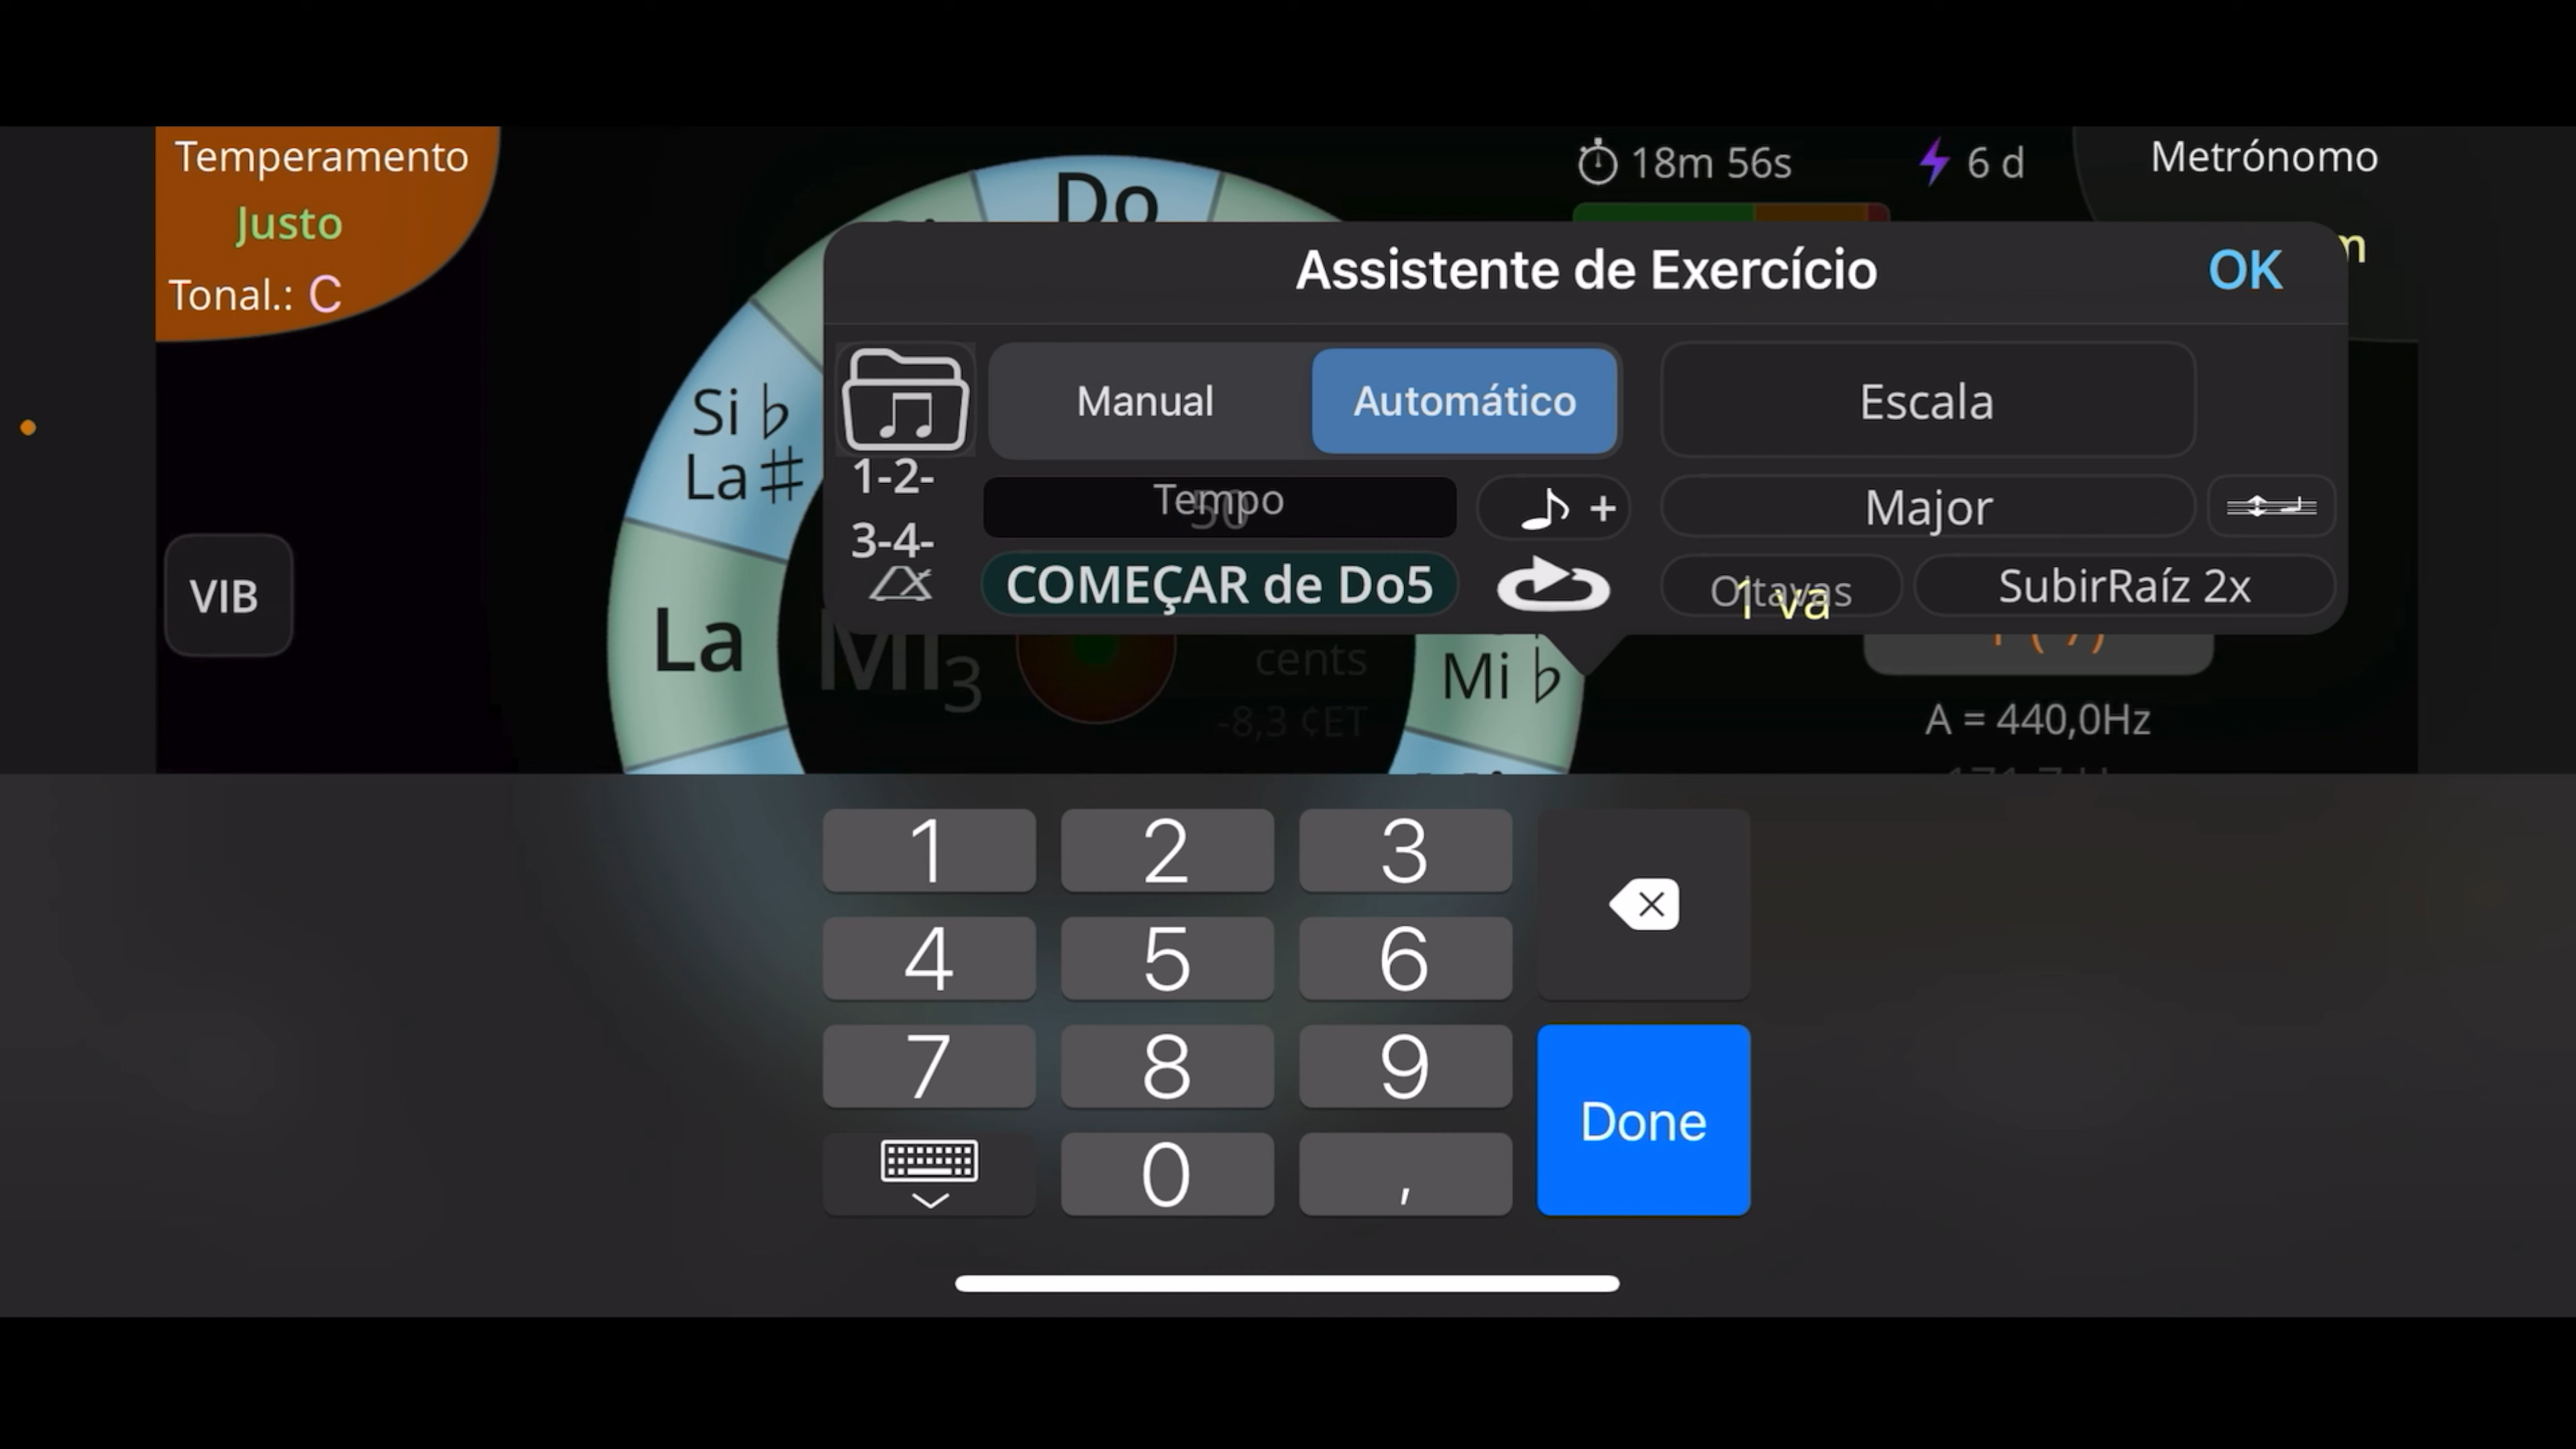 Temperamento
Justo
Tonal.: C
Do
18m 56s
6 d
Metrónomo
m
Assistente de Exercício
OK
Manual
Automático
Escala
1-2-
3-4-
Tempo
50
Major
COMEÇAR de Do5
Oitavas
1 va
SubirRaíz 2x
Si ♭
La ♯
VIB
La
Mi3
cents
-8,3 ¢ET
Mi ♭
A = 440,0Hz
1
2
3
4
5
6
7
8
9
Done
0
,